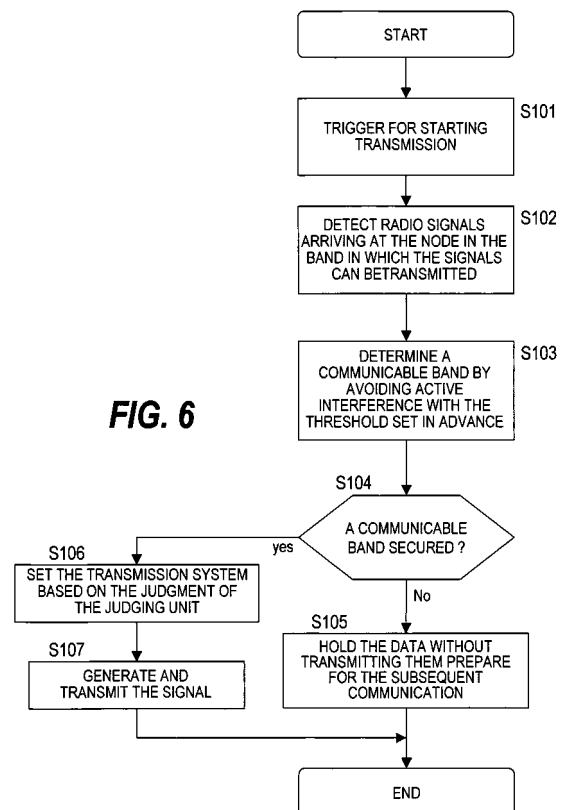 START
S101
TRIGGER FOR STARTING
TRANSMISSION
S102
DETECT RADIO SIGNALS
ARRIVING AT THE NODE IN THE
BAND IN WHICH THE SIGNALS
CAN BETRANSMITTED
S103
DETERMINE A
COMMUNICABLE BAND BY
AVOIDING ACTIVE
INTERFERENCE WITH THE
THRESHOLD SET IN ADVANCE
FIG. 6
S104
A COMMUNICABLE
BAND SECURED ?
yes
No
S106
SET THE TRANSMISSION SYSTEM
BASED ON THE JUDGMENT OF
THE JUDGING UNIT
S107
GENERATE AND
TRANSMIT THE SIGNAL
S105
HOLD THE DATA WITHOUT
TRANSMITTING THEM PREPARE
FOR THE SUBSEQUENT
COMMUNICATION
END